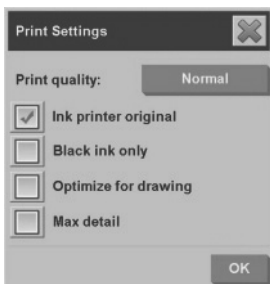 Print Settings
Print quality: Normal
Ink printer original
Black ink only
Optimize for drawing
Max detail
OK